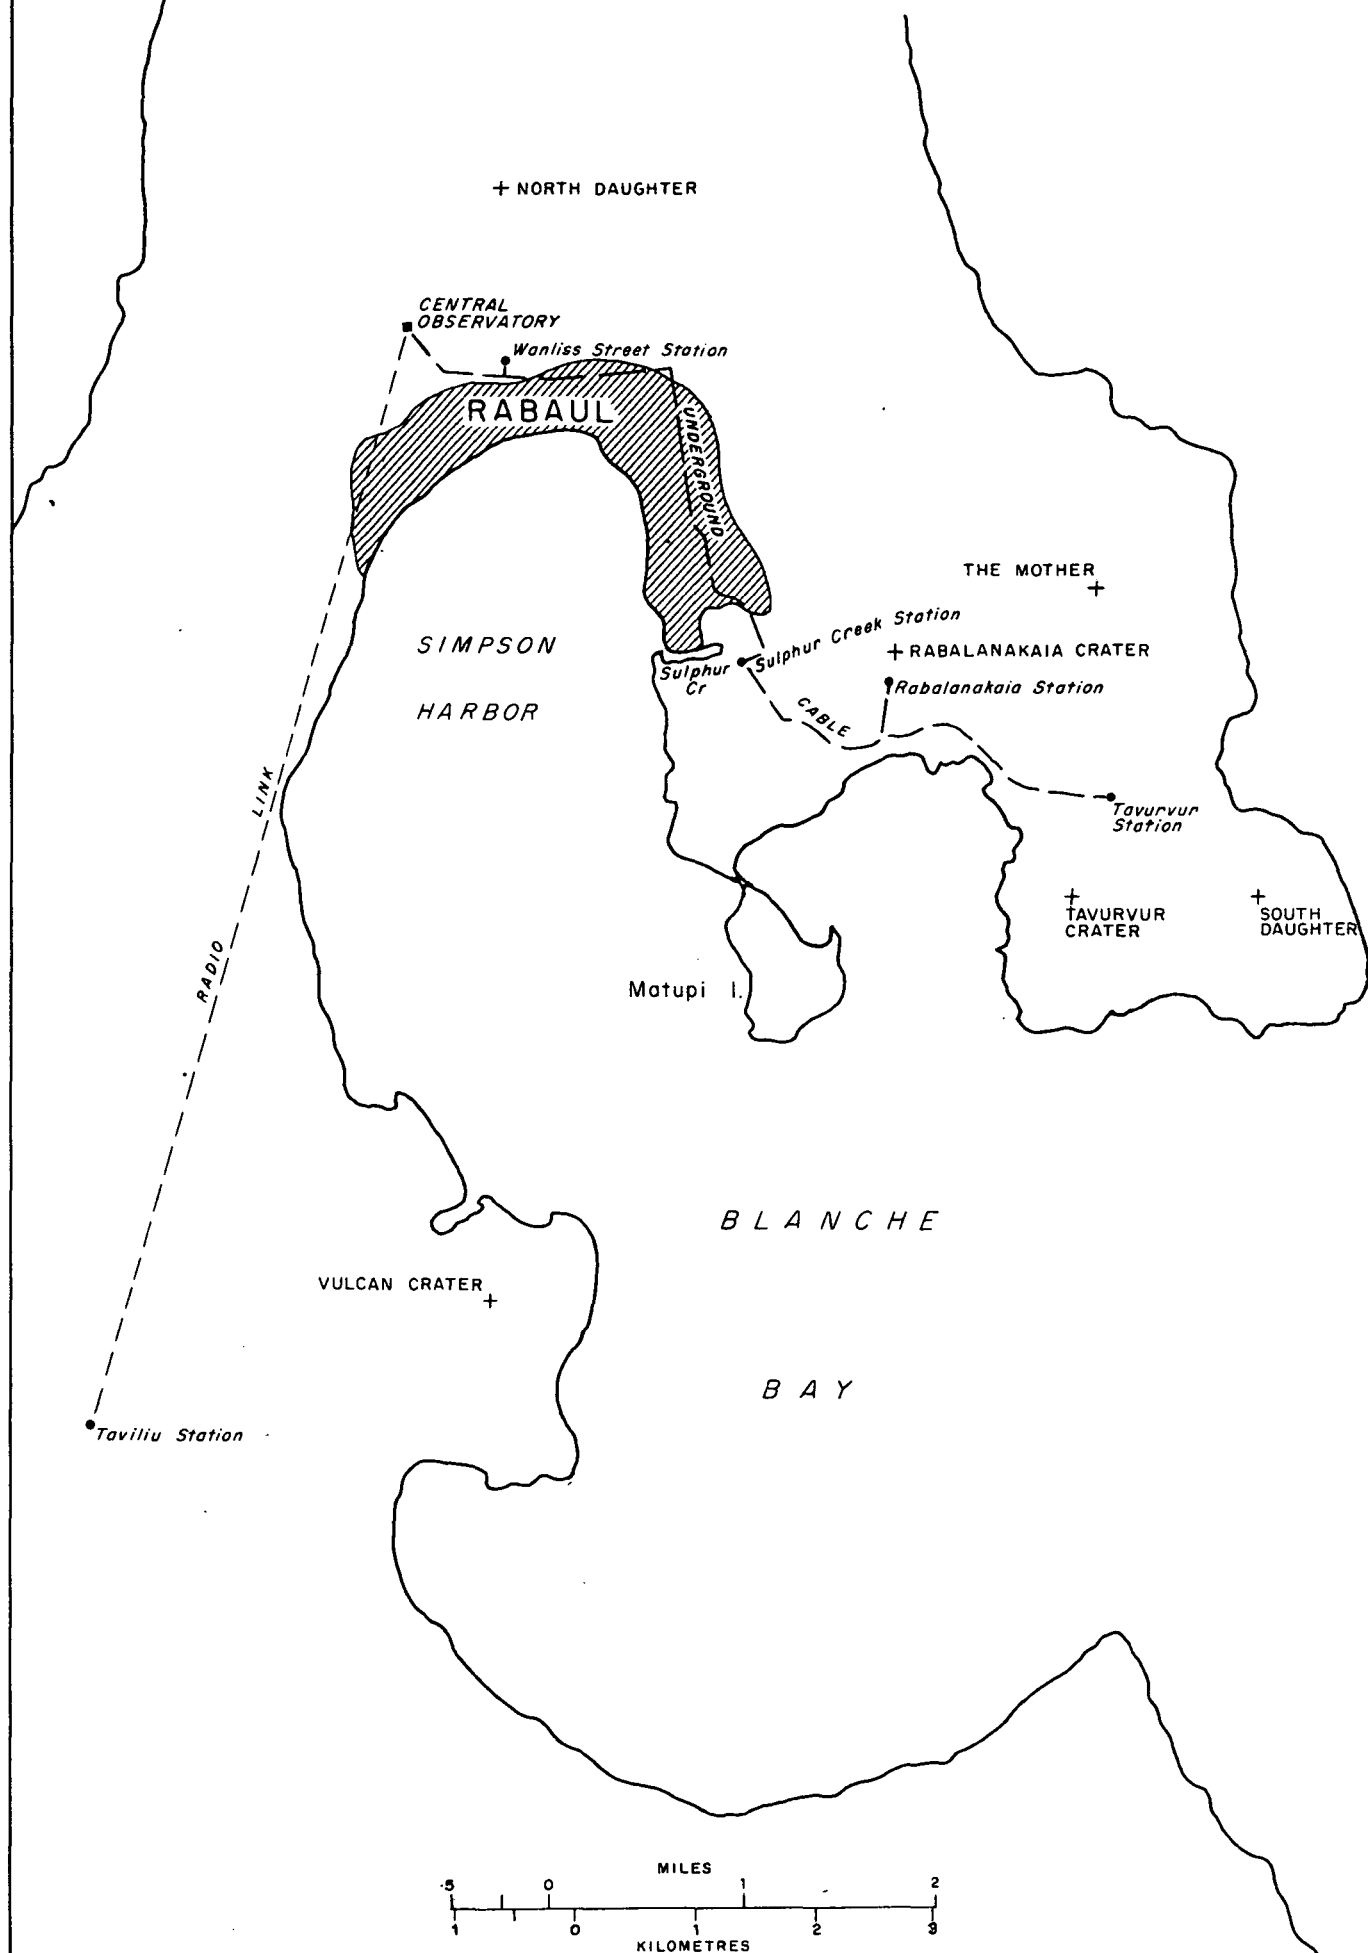 NORTH DAUGHTER
CENTRAL
OBSERVATORY
Wanliss Street Station
RABAUL
UNDERGROUND
THE MOTHER
SIMPSON
HARBOR
Sulphur Creek Station
Sulphur
Cr
RABALANAKAIA CRATER
Rabalanakaia Station
CABLE
LINK
RADIO
Tavurvur
Station
TAVURVUR
CRATER
SOUTH
DAUGHTER
Matupi I.
BLANCHE
BAY
VULCAN CRATER
Taviliu Station
MILES
.5 0 1 2
1 0 1 2 3
KILOMETRES